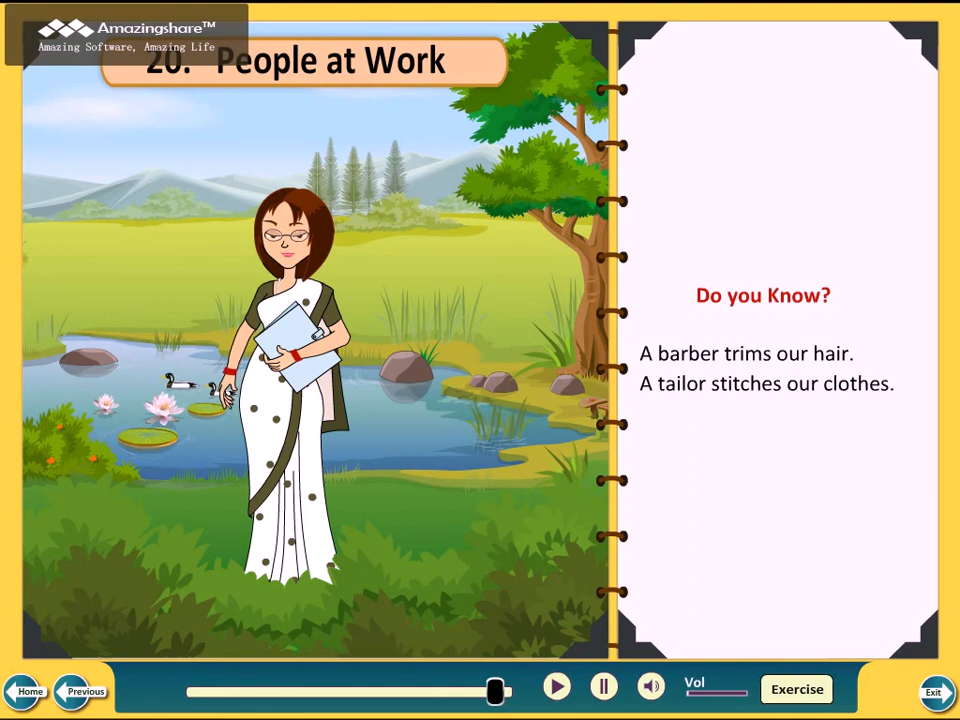 Amazingshare™
Amazing Software, Amazing Life
20. People at Work
Do you Know?
A barber trims our hair.
A tailor stitches our clothes.
Home
Previous
Vol
Exercise
Exit